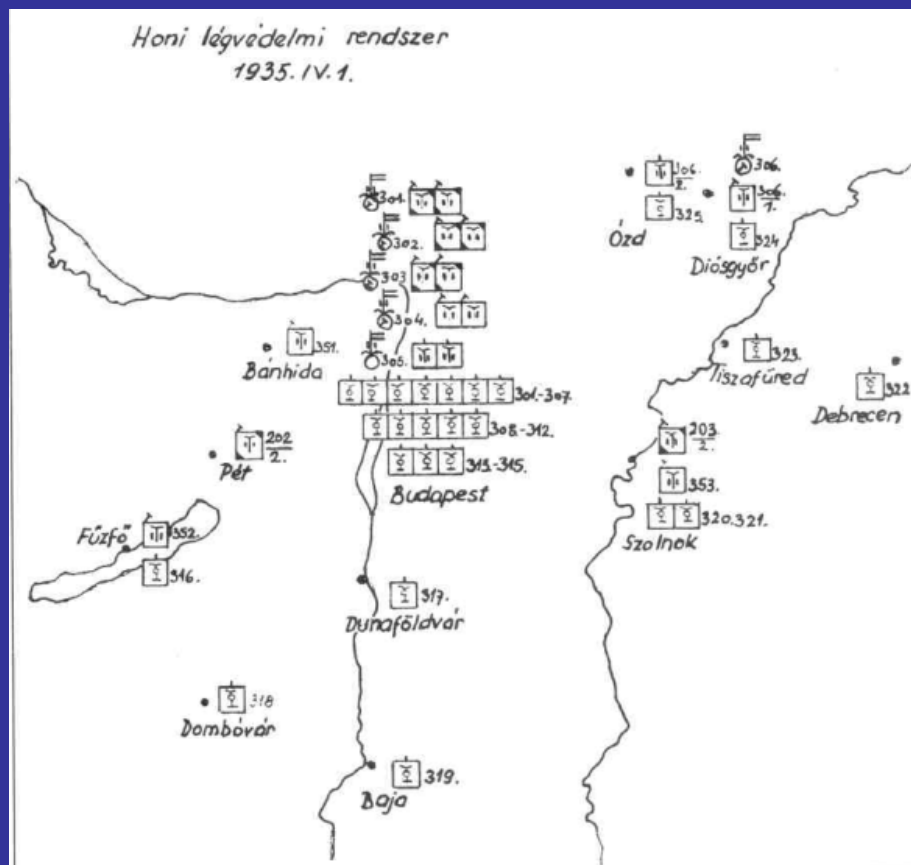 Honi légvédelmi rendszer
1935.IV.1.
301.
302.
303
304.
305.
301.-307.
308.-312.
313.-315.
Budapest
306.
2.
325.
Ózd
306.
306.
1.
324
Diósgyőr
351.
Bánhida
323.
Tiszafüred
322
Debrecen
202
2.
Pét
203
2.
353.
320.321.
Szolnok
Fűzfő
352.
316.
317.
Dunaföldvár
318
Dombóvár
319.
Baja